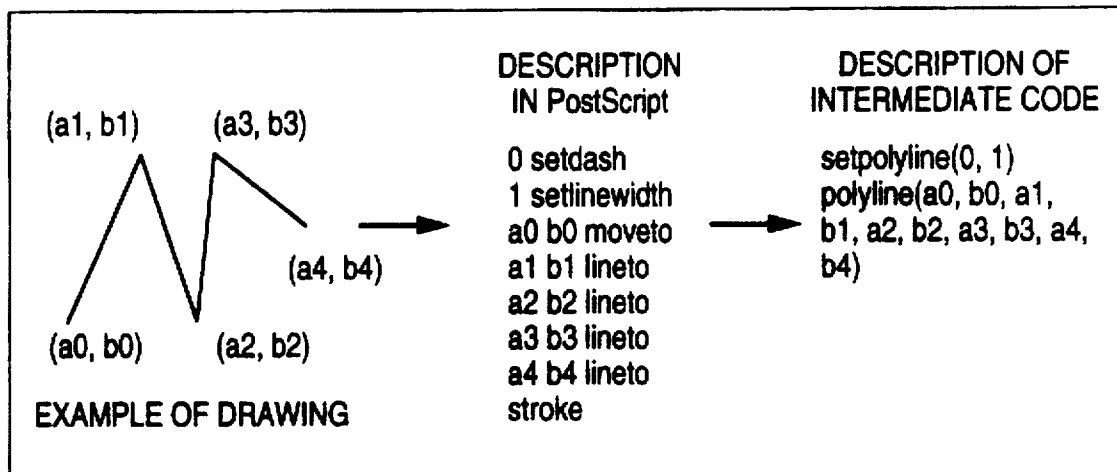 (a1, b1)
(a3, b3)
(a4, b4)
(a0, b0)
(a2, b2)
EXAMPLE OF DRAWING
DESCRIPTION
IN PostScript
0 setdash
1 setlinewidth
a0 b0 moveto
a1 b1 lineto
a2 b2 lineto
a3 b3 lineto
a4 b4 lineto
stroke
DESCRIPTION OF
INTERMEDIATE CODE
setpolyline(0, 1)
polyline(a0, b0, a1,
b1, a2, b2, a3, b3, a4,
b4)